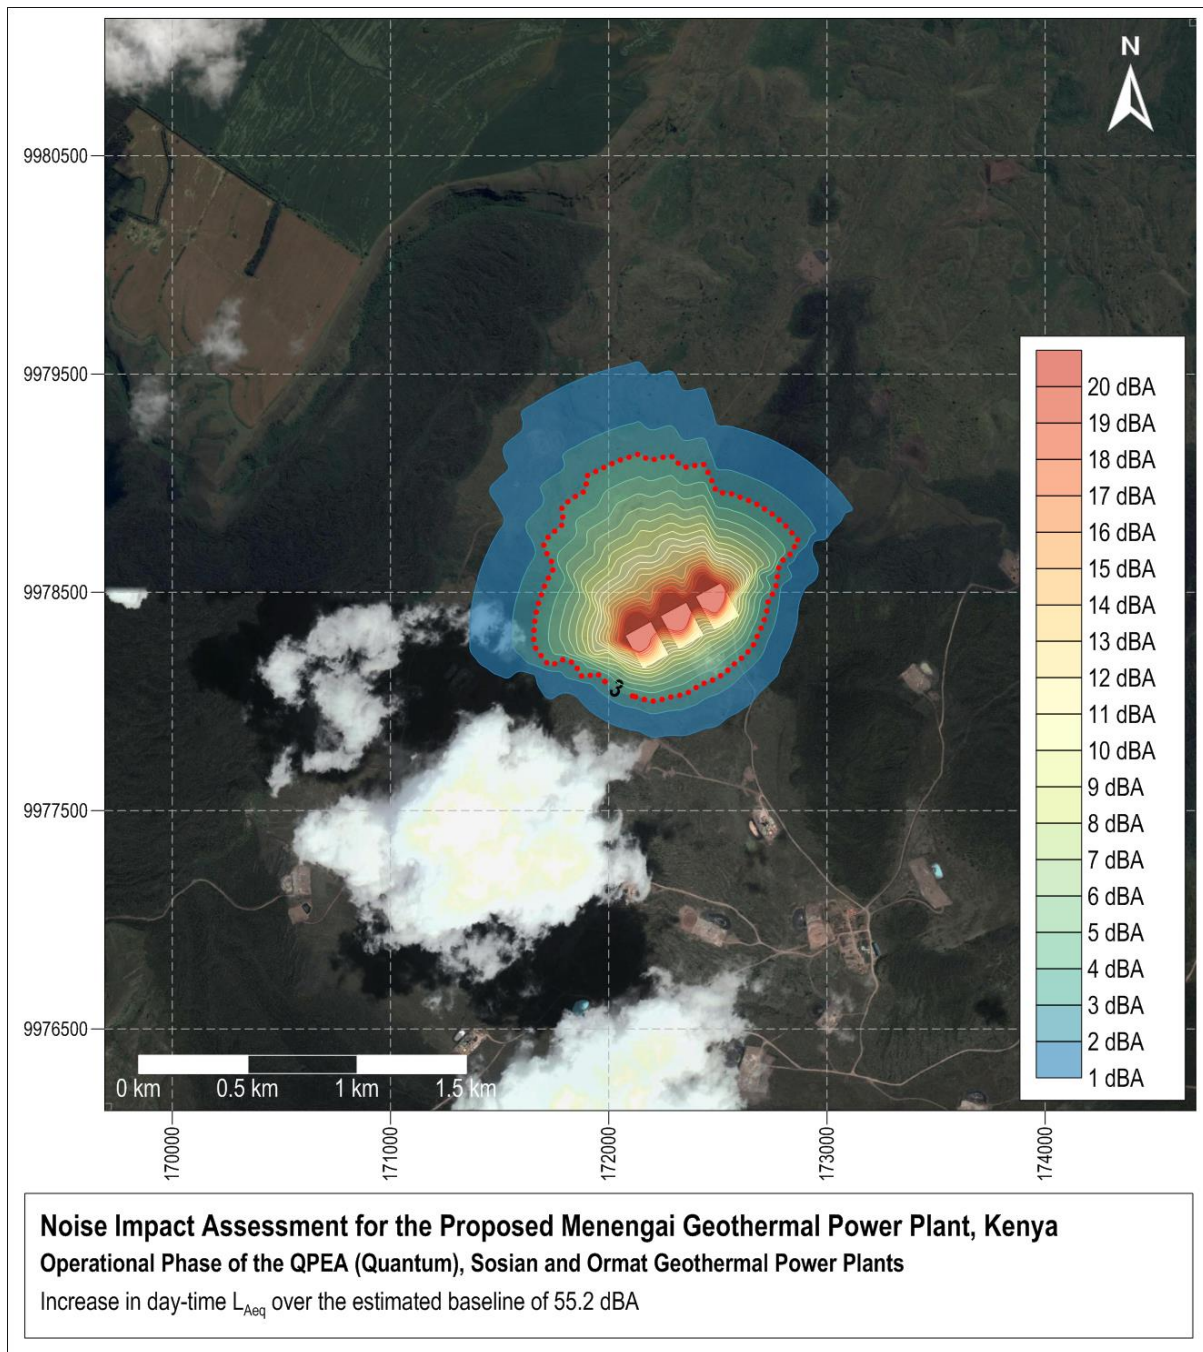 N
9980500
9979500
9978500
9977500
9976500
3
20 dBA
19 dBA
18 dBA
17 dBA
16 dBA
15 dBA
14 dBA
13 dBA
12 dBA
11 dBA
10 dBA
9 dBA
8 dBA
7 dBA
6 dBA
5 dBA
4 dBA
3 dBA
2 dBA
1 dBA
0 km 0.5 km 1 km 1.5 km
170000 171000 172000 173000 174000
Noise Impact Assessment for the Proposed Menengai Geothermal Power Plant, Kenya
Operational Phase of the QPEA (Quantum), Sosian and Ormat Geothermal Power Plants
Increase in day-time LAeq over the estimated baseline of 55.2 dBA